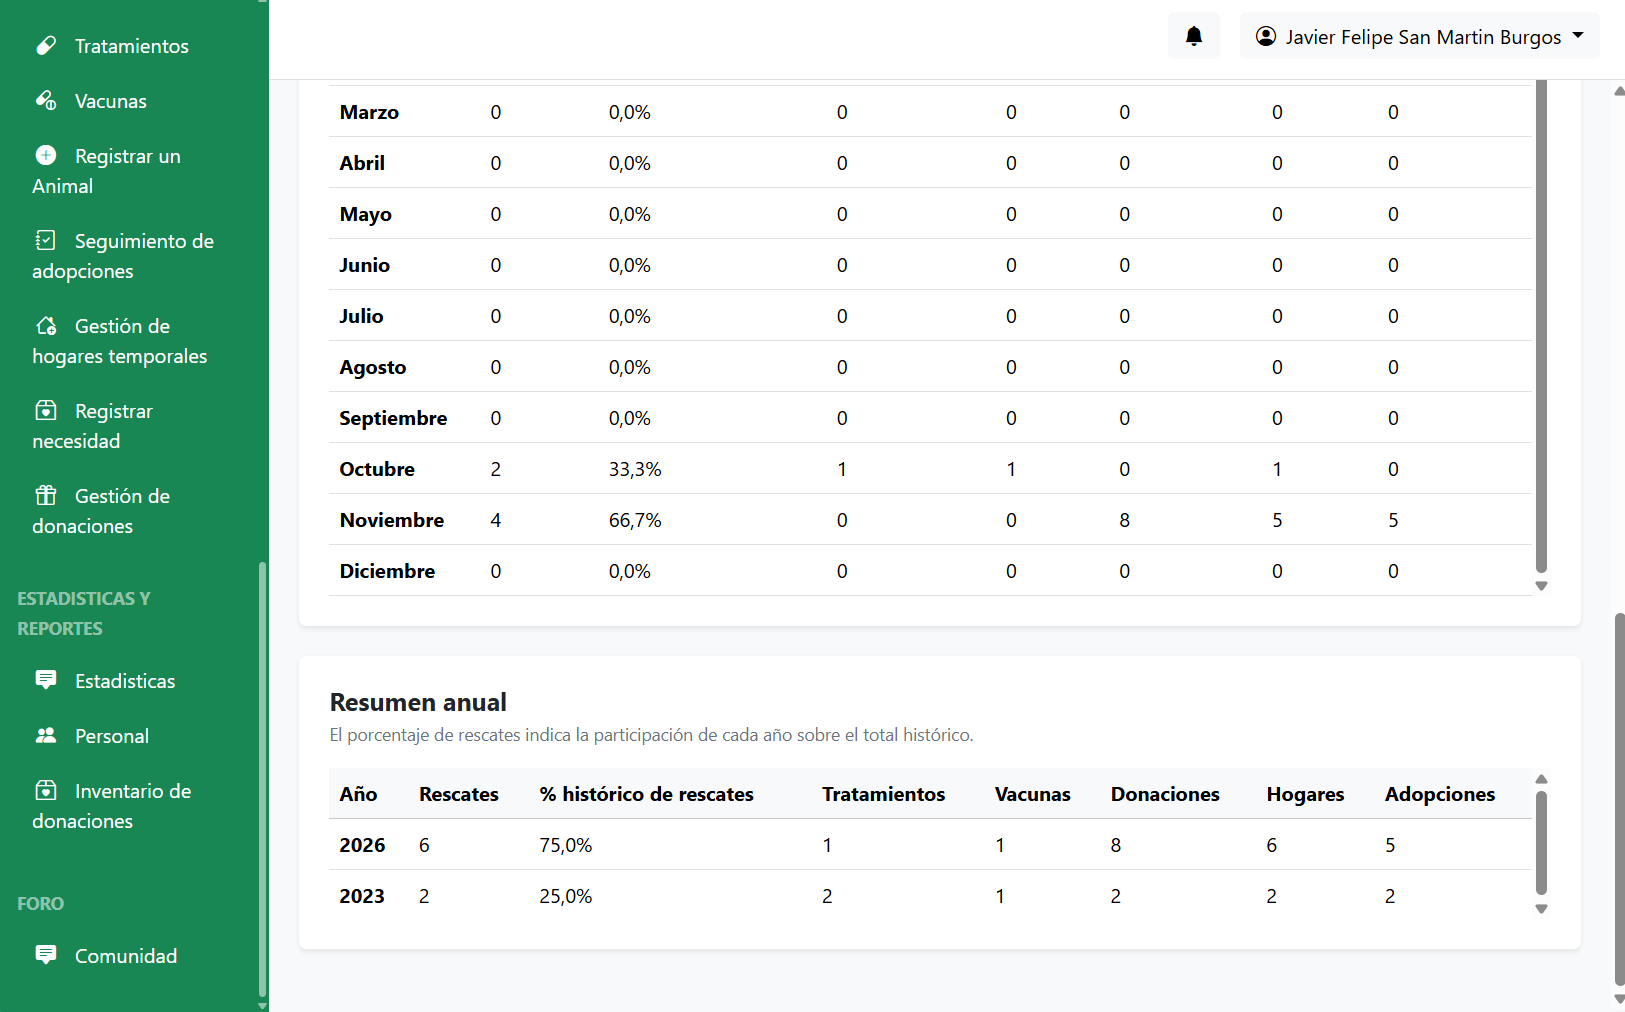 Tratamientos
Vacunas
Registrar un
Animal
Seguimiento de
adopciones
Gestión de
hogares temporales
Registrar
necesidad
Gestión de
donaciones
ESTADISTICAS Y
REPORTES
Estadisticas
Personal
Inventario de
donaciones
FORO
Comunidad
Javier Felipe San Martin Burgos
Marzo 0 0,0% 0 0 0 0 0
Abril 0 0,0% 0 0 0 0 0
Mayo 0 0,0% 0 0 0 0 0
Junio 0 0,0% 0 0 0 0 0
Julio 0 0,0% 0 0 0 0 0
Agosto 0 0,0% 0 0 0 0 0
Septiembre 0 0,0% 0 0 0 0 0
Octubre 2 33,3% 1 1 0 1 0
Noviembre 4 66,7% 0 0 8 5 5
Diciembre 0 0,0% 0 0 0 0 0
Resumen anual
El porcentaje de rescates indica la participación de cada año sobre el total histórico.
Año Rescates % histórico de rescates Tratamientos Vacunas Donaciones Hogares Adopciones
2026 6 75,0% 1 1 8 6 5
2023 2 25,0% 2 1 2 2 2